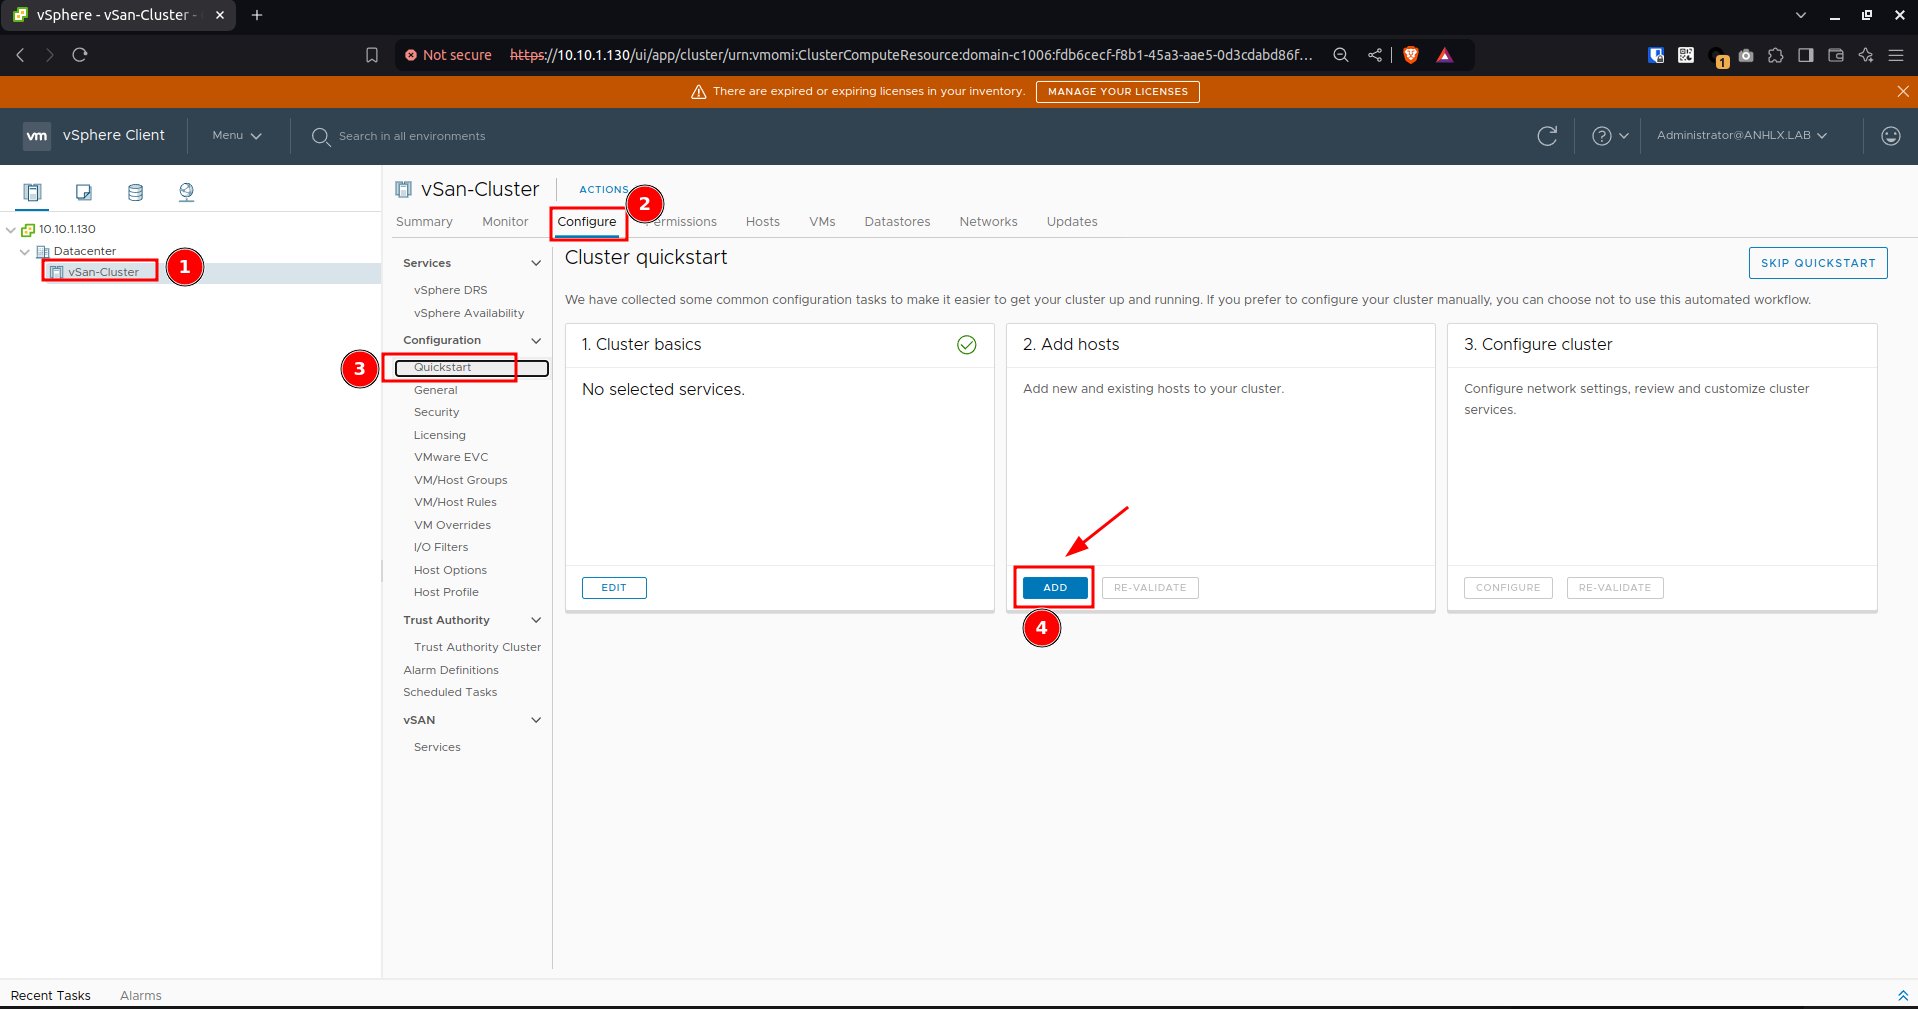 vSphere - vSan-Cluster -
Not secure https://10.10.1.130/ui/app/cluster/urn:vmomi:ClusterComputeResource:domain-c1006:fdb6cecf-f8b1-45a3-aae5-0d3cdabd86f...
1
There are expired or expiring licenses in your inventory. MANAGE YOUR LICENSES
vm vSphere Client Menu Search in all environments Administrator@ANHLX.LAB
10.10.1.130
Datacenter
vSan-Cluster
1
vSan-Cluster ACTIONS
2
Summary Monitor Configure ermissions Hosts VMs Datastores Networks Updates
Services
vSphere DRS
vSphere Availability
Configuration
3
Quickstart
General
Security
Licensing
VMware EVC
VM/Host Groups
VM/Host Rules
VM Overrides
I/O Filters
Host Options
Host Profile
Trust Authority
Trust Authority Cluster
Alarm Definitions
Scheduled Tasks
vSAN
Services
Cluster quickstart
SKIP QUICKSTART
We have collected some common configuration tasks to make it easier to get your cluster up and running. If you prefer to configure your cluster manually, you can choose not to use this automated workflow.
1. Cluster basics
No selected services.
EDIT
2. Add hosts
Add new and existing hosts to your cluster.
ADD RE-VALIDATE
4
3. Configure cluster
Configure network settings, review and customize cluster
services.
CONFIGURE RE-VALIDATE
Recent Tasks Alarms